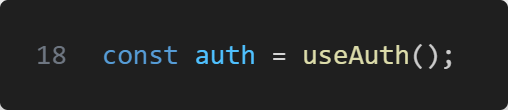 18 const auth = useAuth();